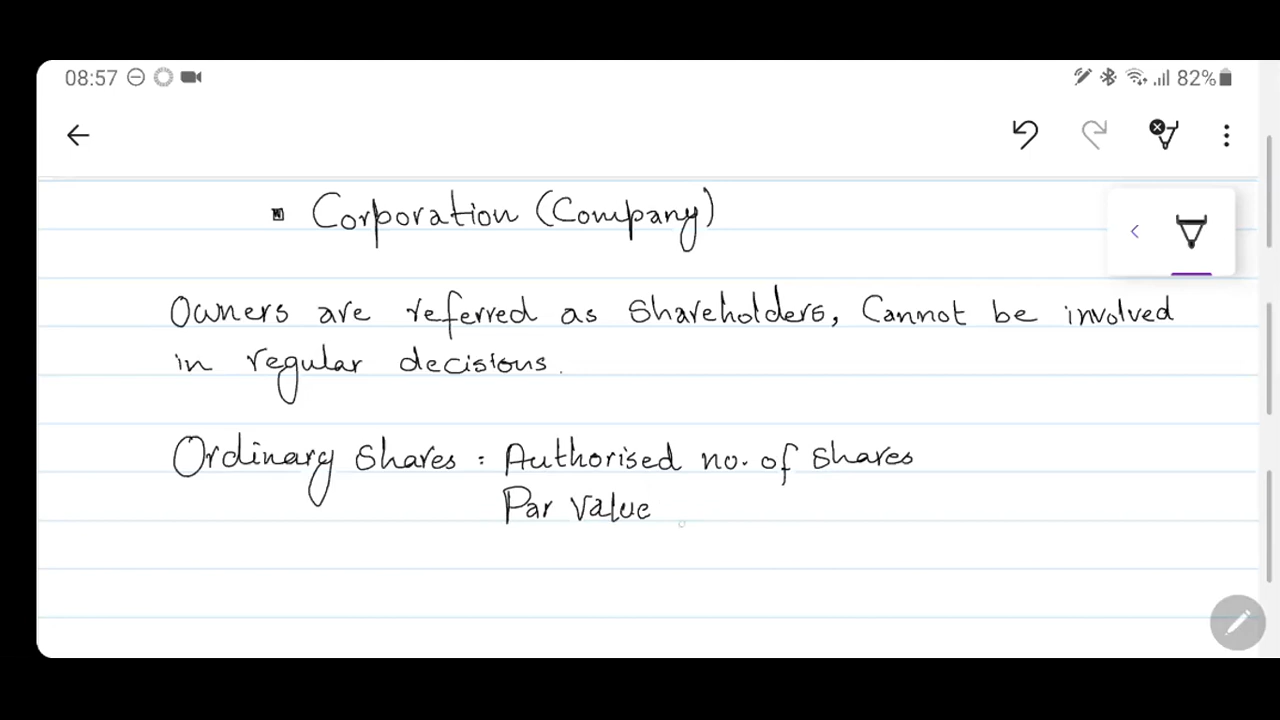 08:57 82%
▪ Corporation (Company)
Owners are referred as shareholders, Cannot be involved
in regular decisions.
Ordinary shares : Authorised no. of shares
Par value